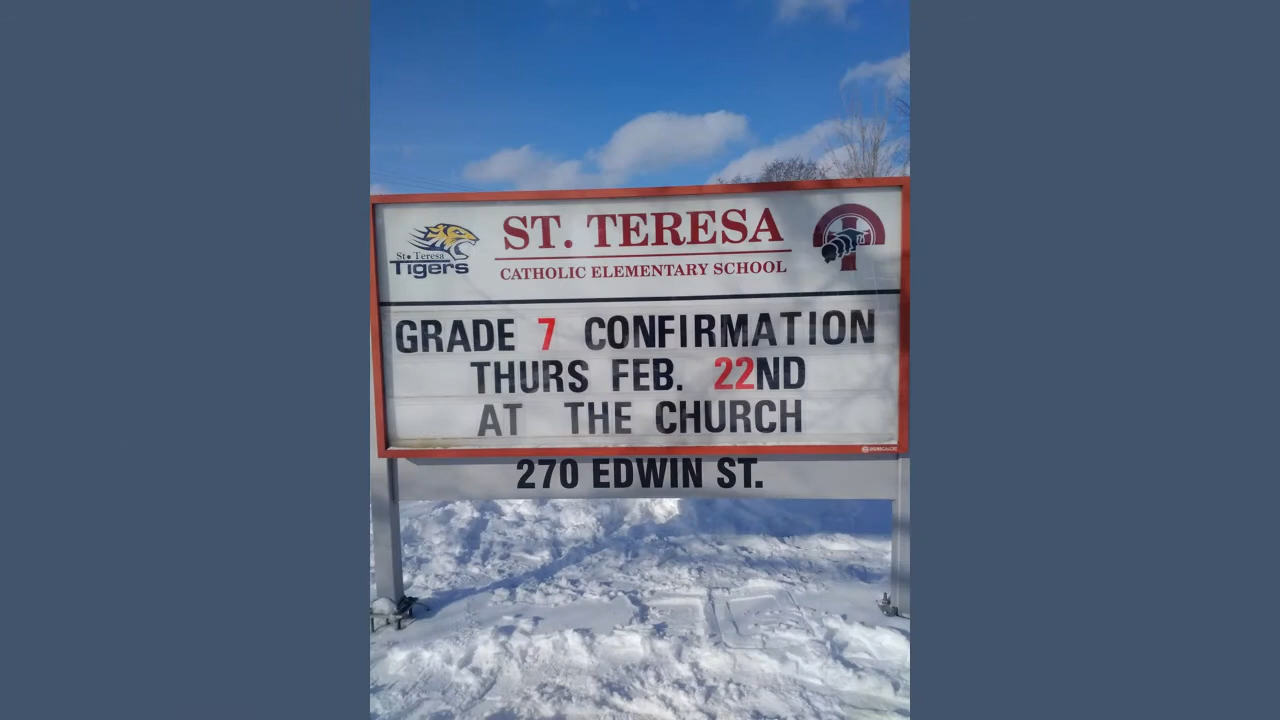 St. Teresa
Tigers
ST. TERESA
CATHOLIC ELEMENTARY SCHOOL
GRADE 7 CONFIRMATION
THURS FEB. 22ND
AT THE CHURCH
270 EDWIN ST.